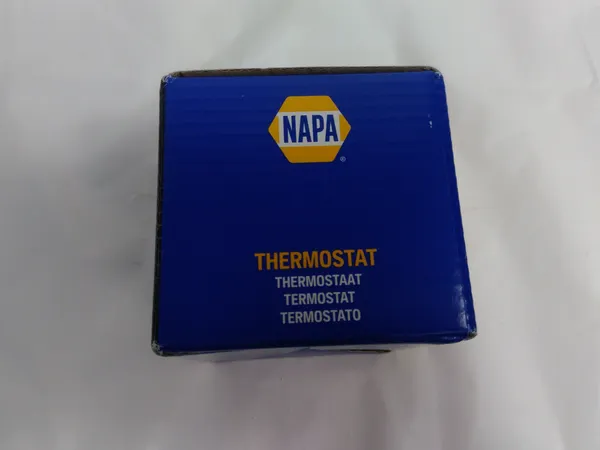 NAPA
®
THERMOSTAT
THERMOSTAAT
TERMOSTAT
TERMOSTATO